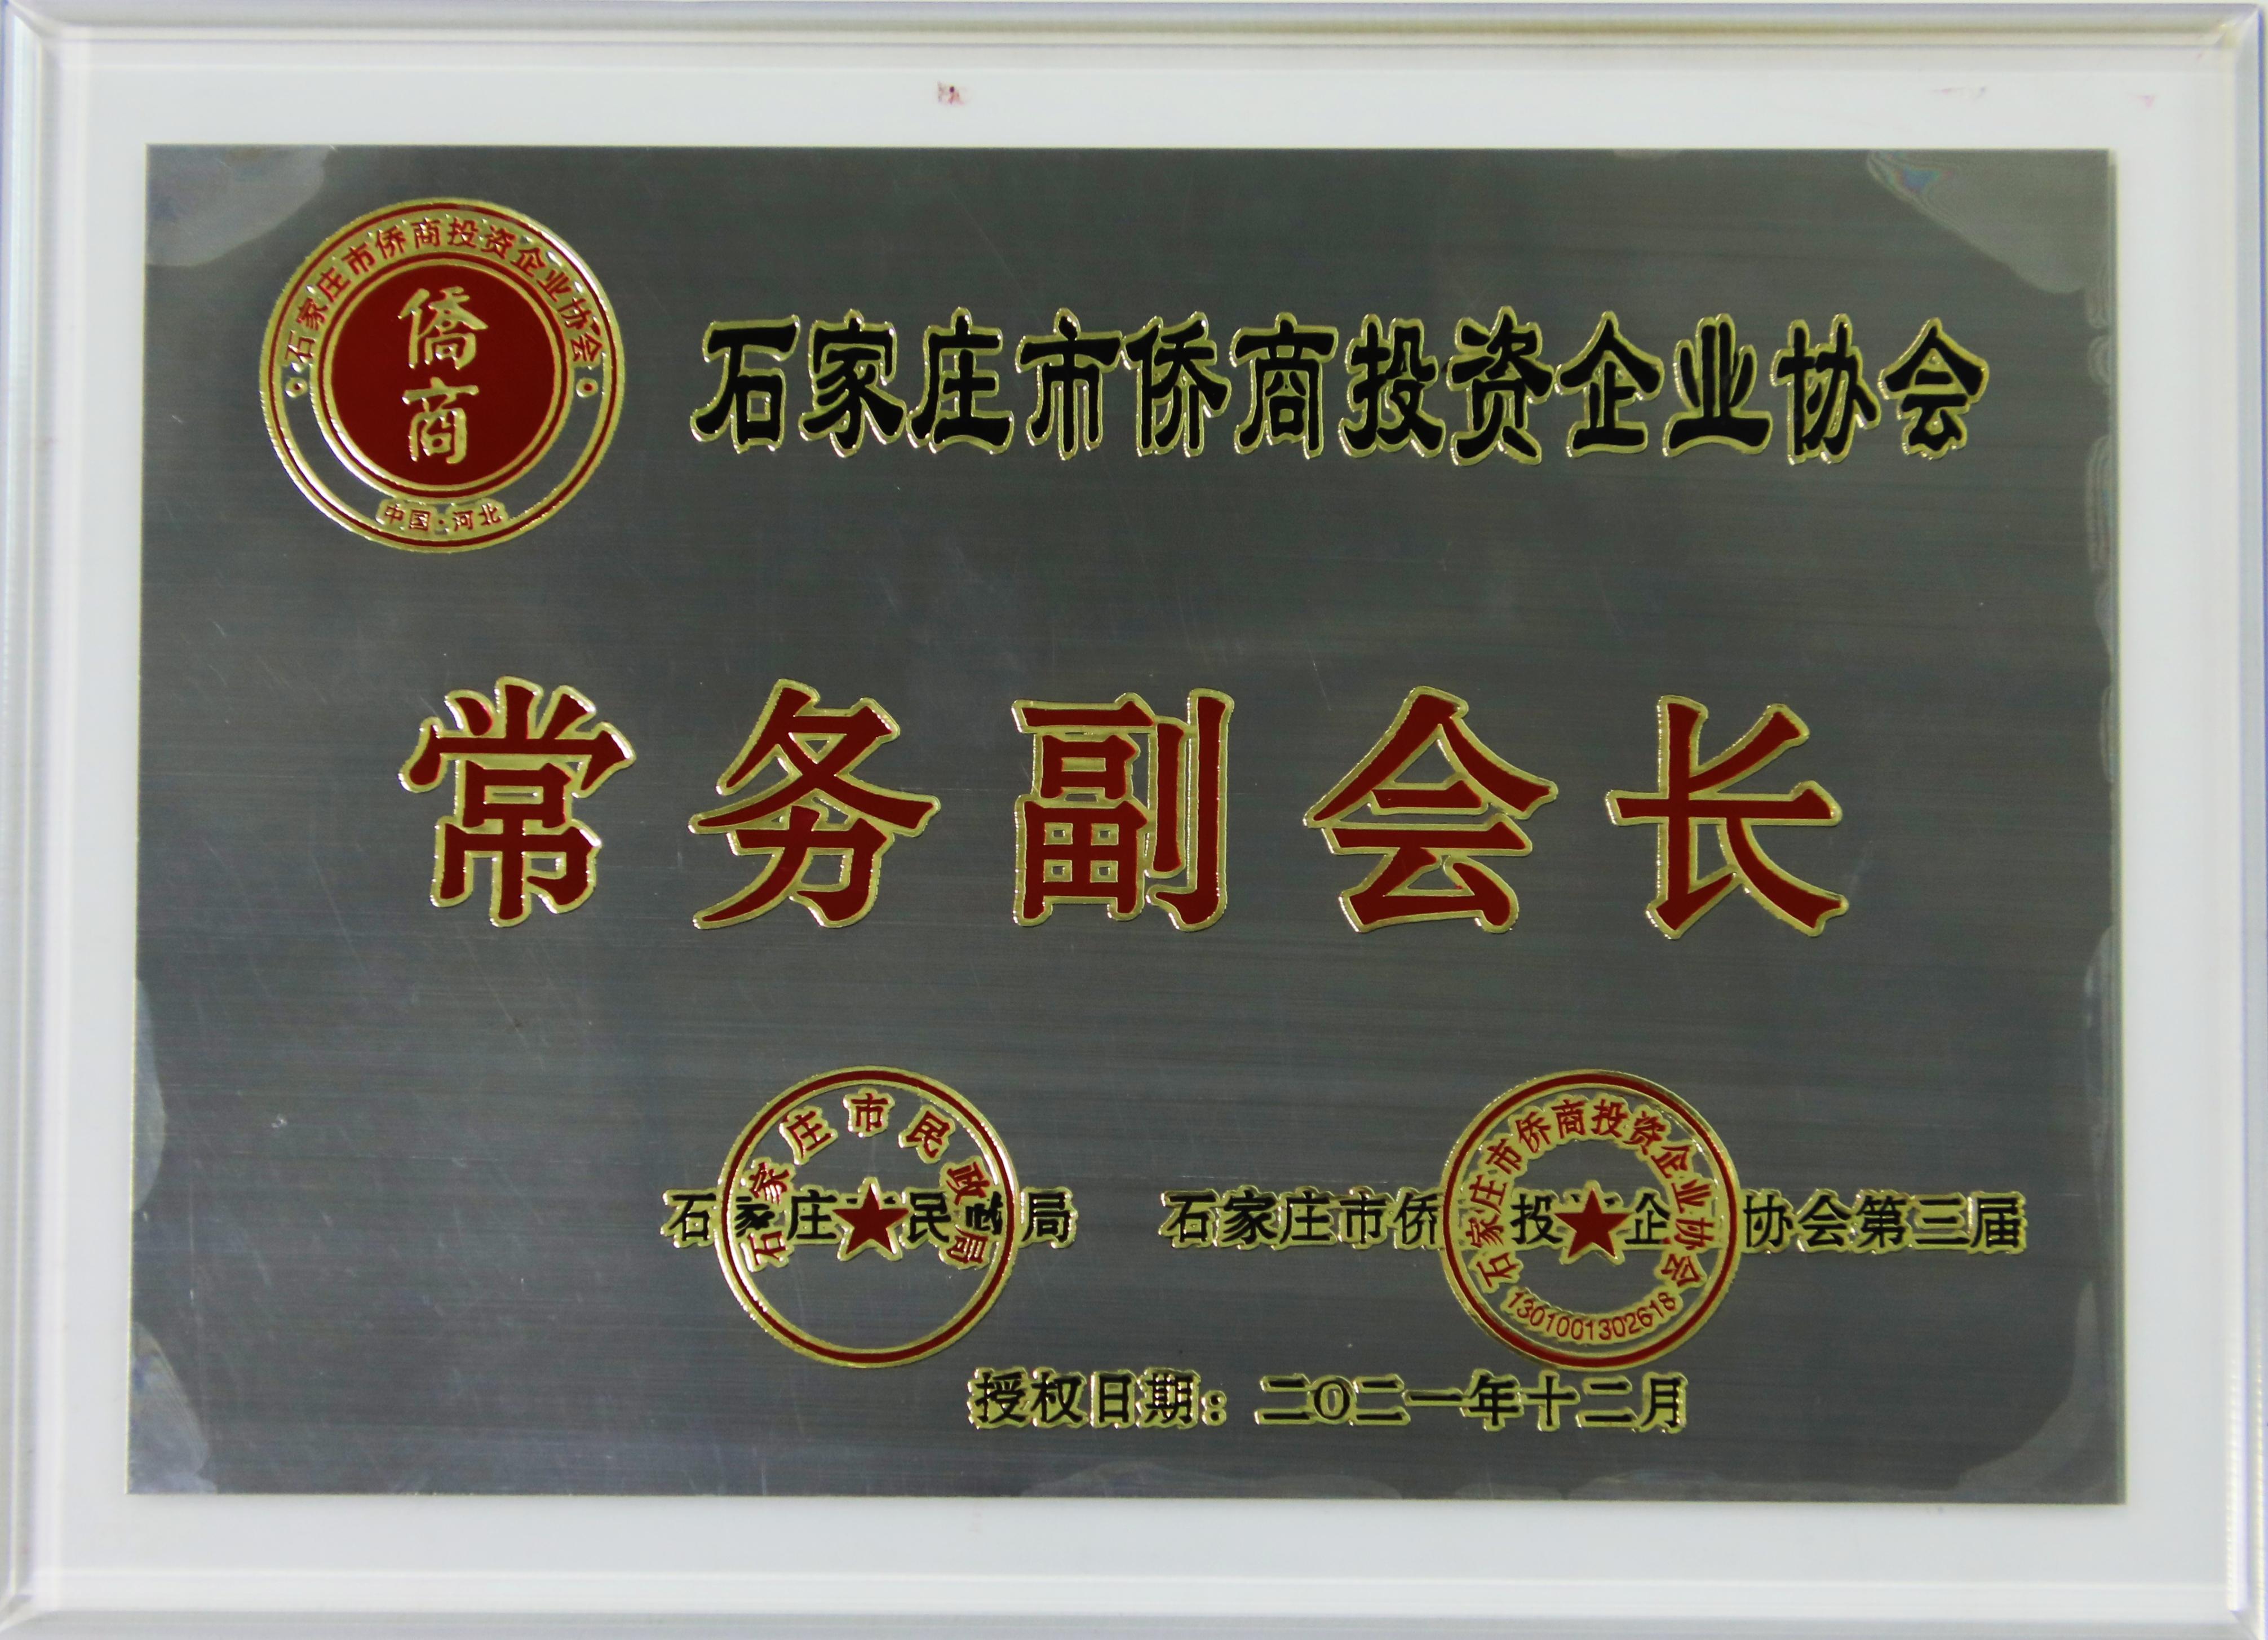 石家庄市侨商投资企业协会
僑商
中国·河北
石家庄市侨商投资企业协会
常务副会长
石家庄市民政局
石家庄市侨商投资企业协会第三届
石家庄市民政局
石家庄市侨商投资企业协会
1301001302618
授权日期：二〇二一年十二月